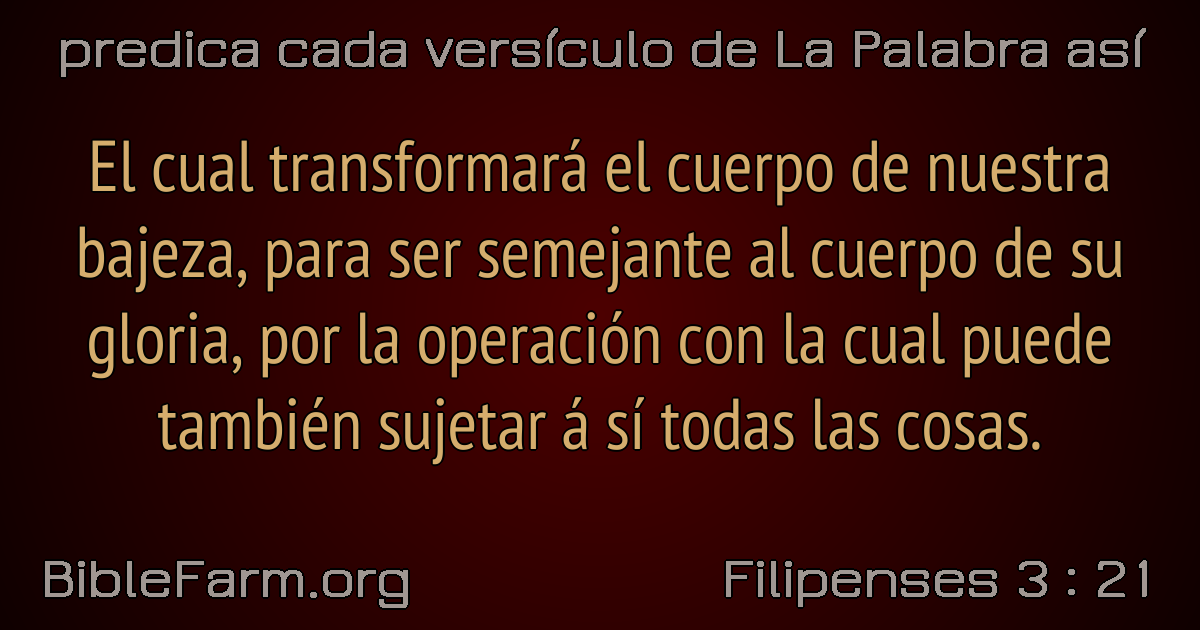 predica cada versículo de La Palabra así
El cual transformará el cuerpo de nuestra
bajeza, para ser semejante al cuerpo de su
gloria, por la operación con la cual puede
también sujetar á sí todas las cosas.
BibleFarm.org
Filipenses 3 : 21